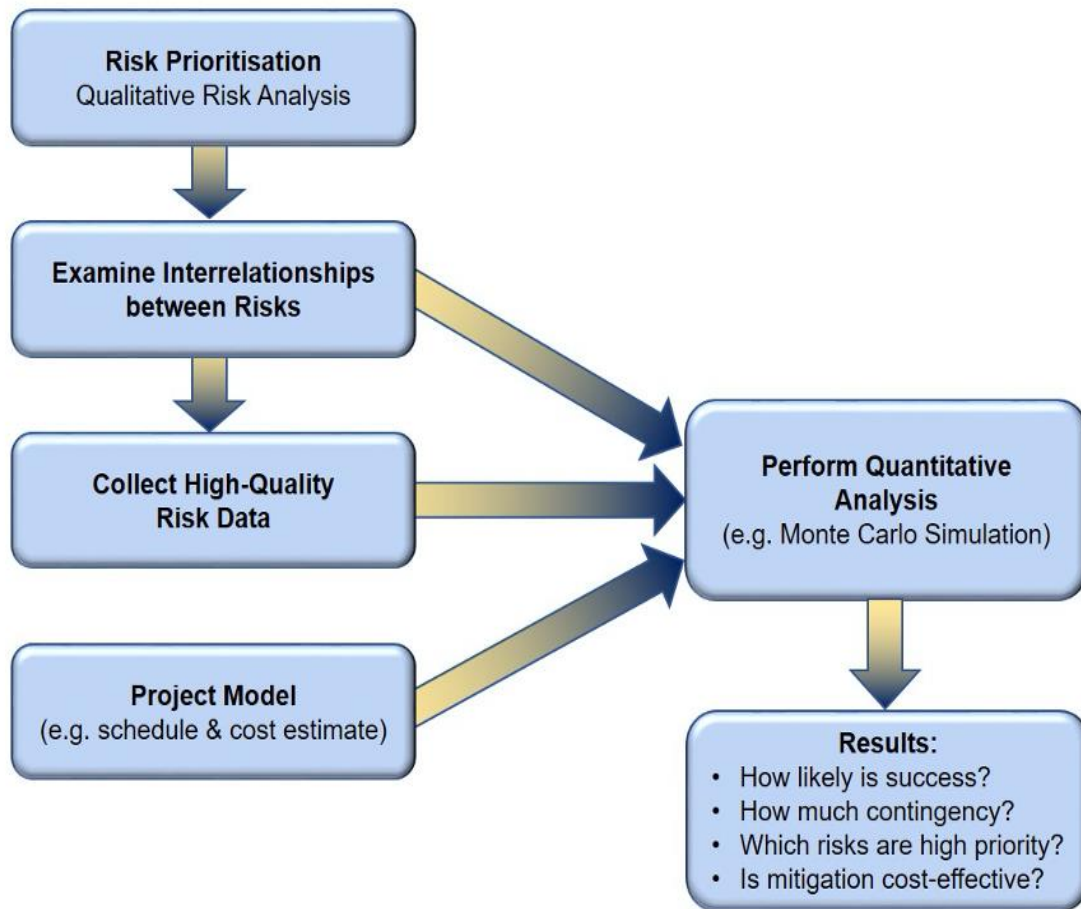 Risk Prioritisation
Qualitative Risk Analysis
Examine Interrelationships
between Risks
Collect High-Quality
Risk Data
Project Model
(e.g. schedule & cost estimate)
Perform Quantitative
Analysis
(e.g. Monte Carlo Simulation)
Results:
• How likely is success?
• How much contingency?
• Which risks are high priority?
• Is mitigation cost-effective?